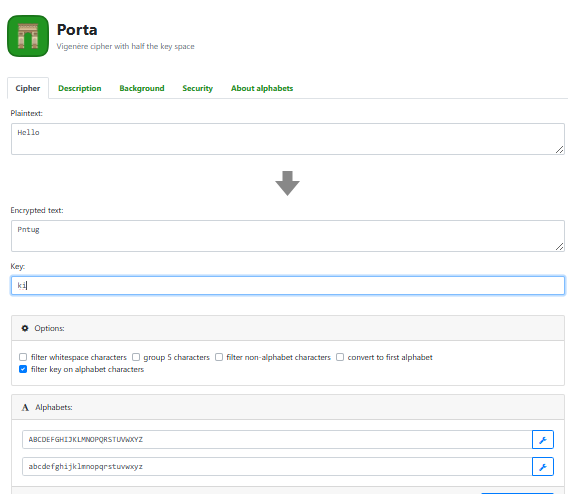 Porta
Vigenère cipher with half the key space
Cipher Description Background Security About alphabets
Plaintext:
Hello
Encrypted text:
Pntug
Key:
ki
Options:
filter whitespace characters group 5 characters filter non-alphabet characters convert to first alphabet
filter key on alphabet characters
A Alphabets:
ABCDEFGHIJKLMNOPQRSTUVWXYZ
abcdefghijklmnopqrstuvwxyz